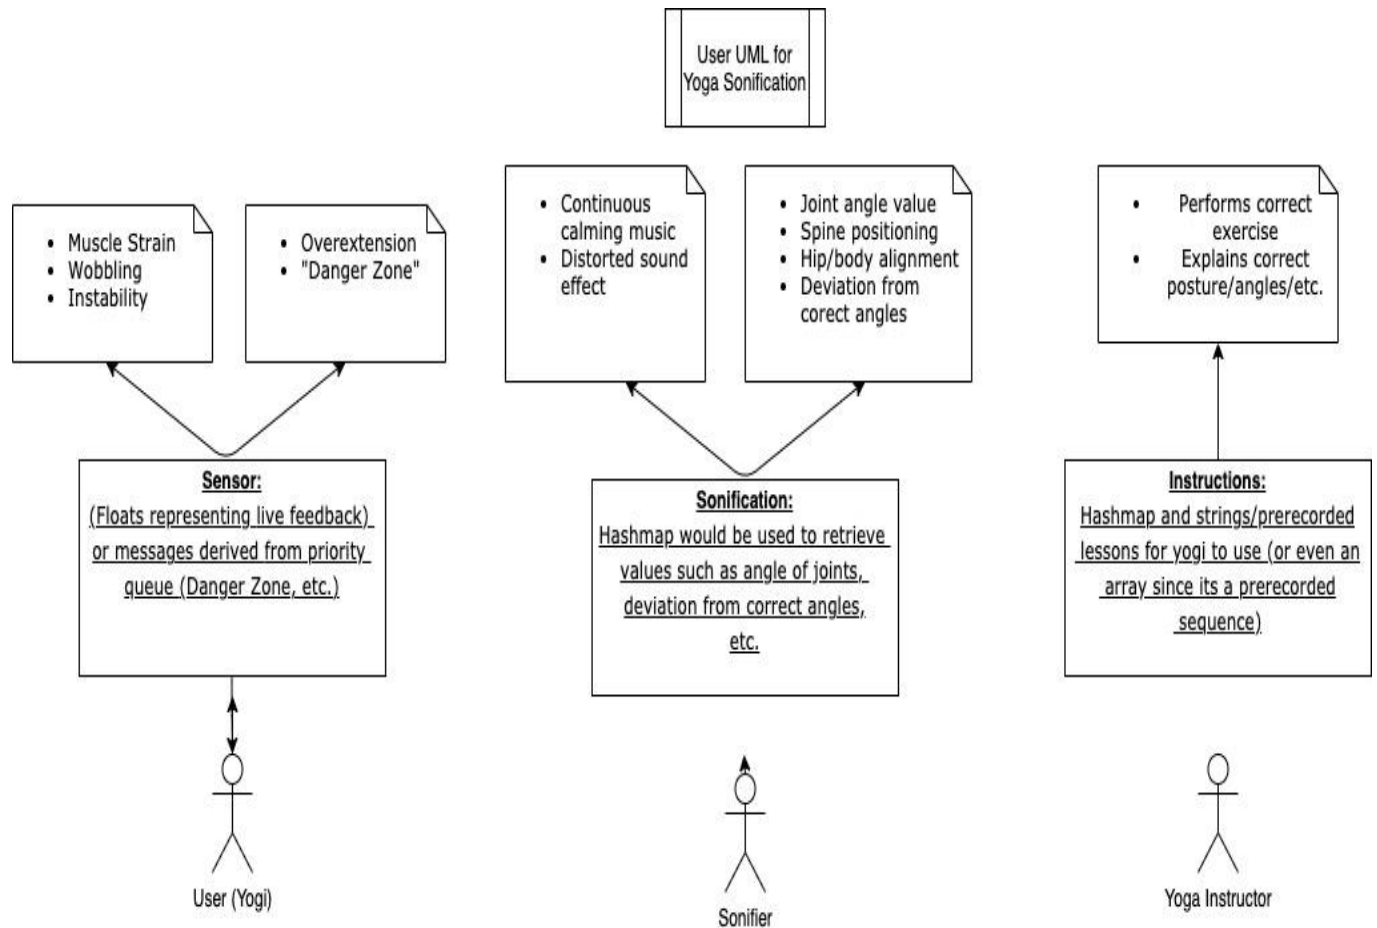 User UML for
Yoga Sonification
• Muscle Strain
• Wobbling
• Instability
• Overextension
• "Danger Zone"
• Continuous
calming music
• Distorted sound
effect
• Joint angle value
• Spine positioning
• Hip/body alignment
• Deviation from
corect angles
• Performs correct
exercise
• Explains correct
posture/angles/etc.
Sensor:
(Floats representing live feedback)
or messages derived from priority
queue (Danger Zone, etc.)
Sonification:
Hashmap would be used to retrieve
values such as angle of joints,
deviation from correct angles,
etc.
Instructions:
Hashmap and strings/prerecorded
lessons for yogi to use (or even an
array since its a prerecorded
sequence)
User (Yogi)
Sonifier
Yoga Instructor